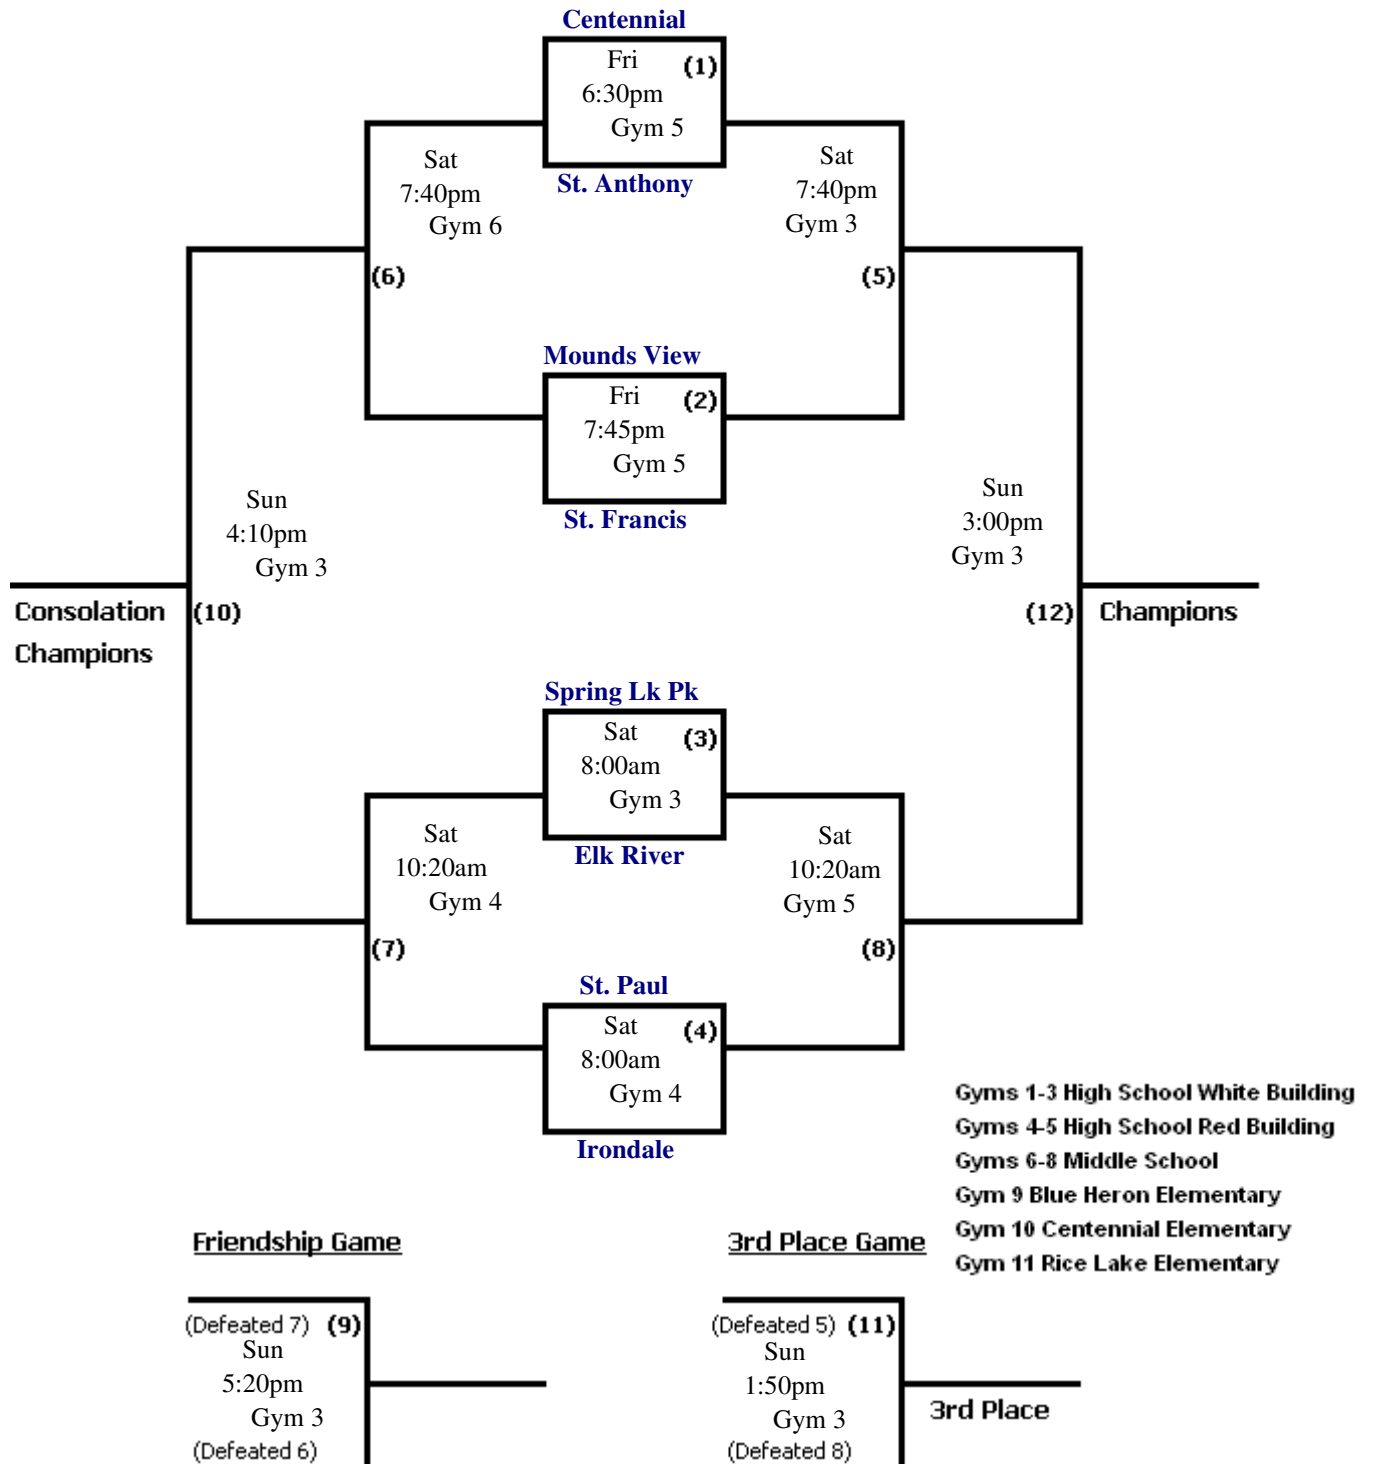 Centennial
Fri (1)
6:30pm
Gym 5
St. Anthony
Sat
7:40pm
Gym 6
(6)
Sat
7:40pm
Gym 3
(5)
Mounds View
Fri (2)
7:45pm
Gym 5
St. Francis
Sun
4:10pm
Gym 3
(10)
Consolation
Champions
Sun
3:00pm
Gym 3
(12)
Champions
Spring Lk Pk
Sat (3)
8:00am
Gym 3
Elk River
Sat
10:20am
Gym 4
(7)
Sat
10:20am
Gym 5
(8)
St. Paul
Sat (4)
8:00am
Gym 4
Irondale
Gyms 1-3 High School White Building
Gyms 4-5 High School Red Building
Gyms 6-8 Middle School
Gym 9 Blue Heron Elementary
Gym 10 Centennial Elementary
Gym 11 Rice Lake Elementary
Friendship Game
(Defeated 7) (9)
Sun
5:20pm
Gym 3
(Defeated 6)
3rd Place Game
(Defeated 5) (11)
Sun
1:50pm
Gym 3
(Defeated 8)
3rd Place